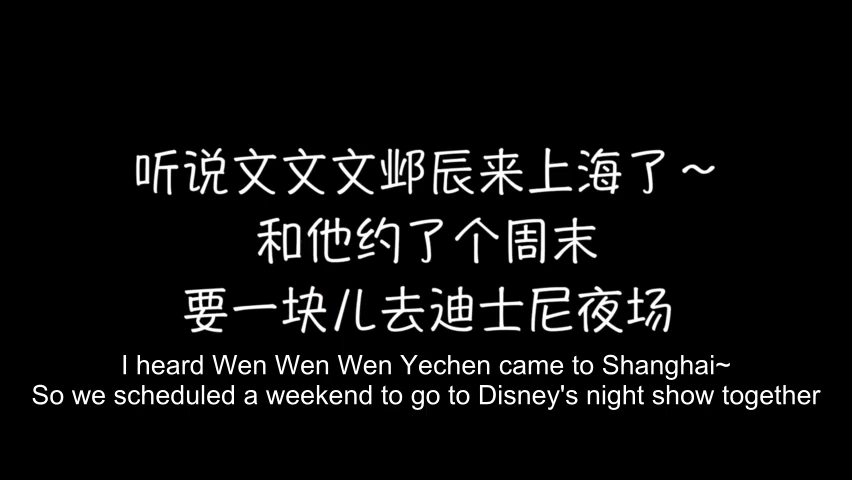 听说文文文邺辰来上海了~
和他约了个周末
要一块儿去迪士尼夜场
I heard Wen Wen Wen Yechen came to Shanghai~
So we scheduled a weekend to go to Disney's night show together